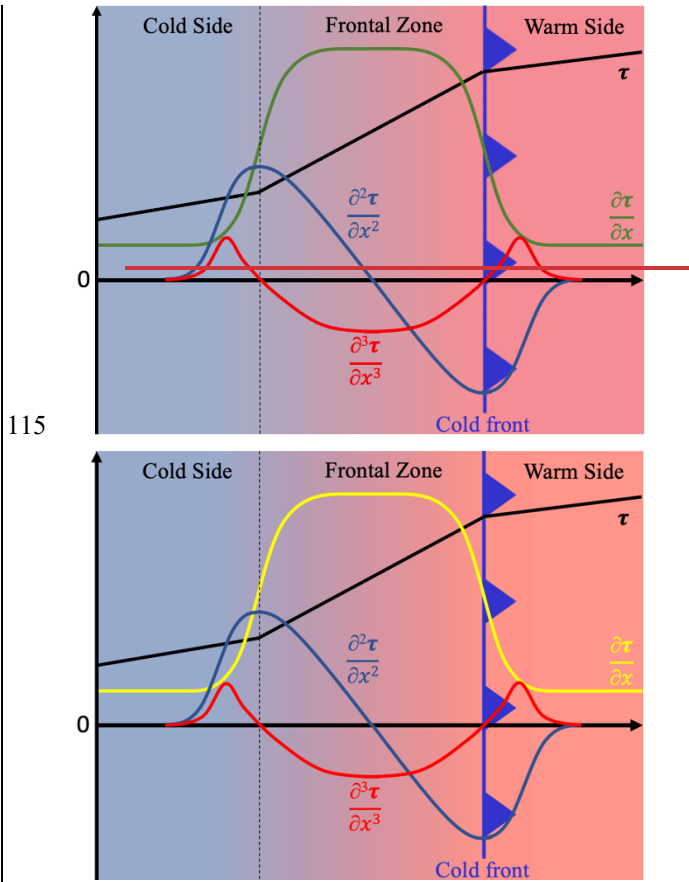 Cold Side Frontal Zone Warm Side
τ
∂²τ
∂x²
∂τ
∂x
0
∂³τ
∂x³
115
Cold front
Cold Side Frontal Zone Warm Side
τ
∂²τ
∂x²
∂τ
∂x
0
∂³τ
∂x³
Cold front